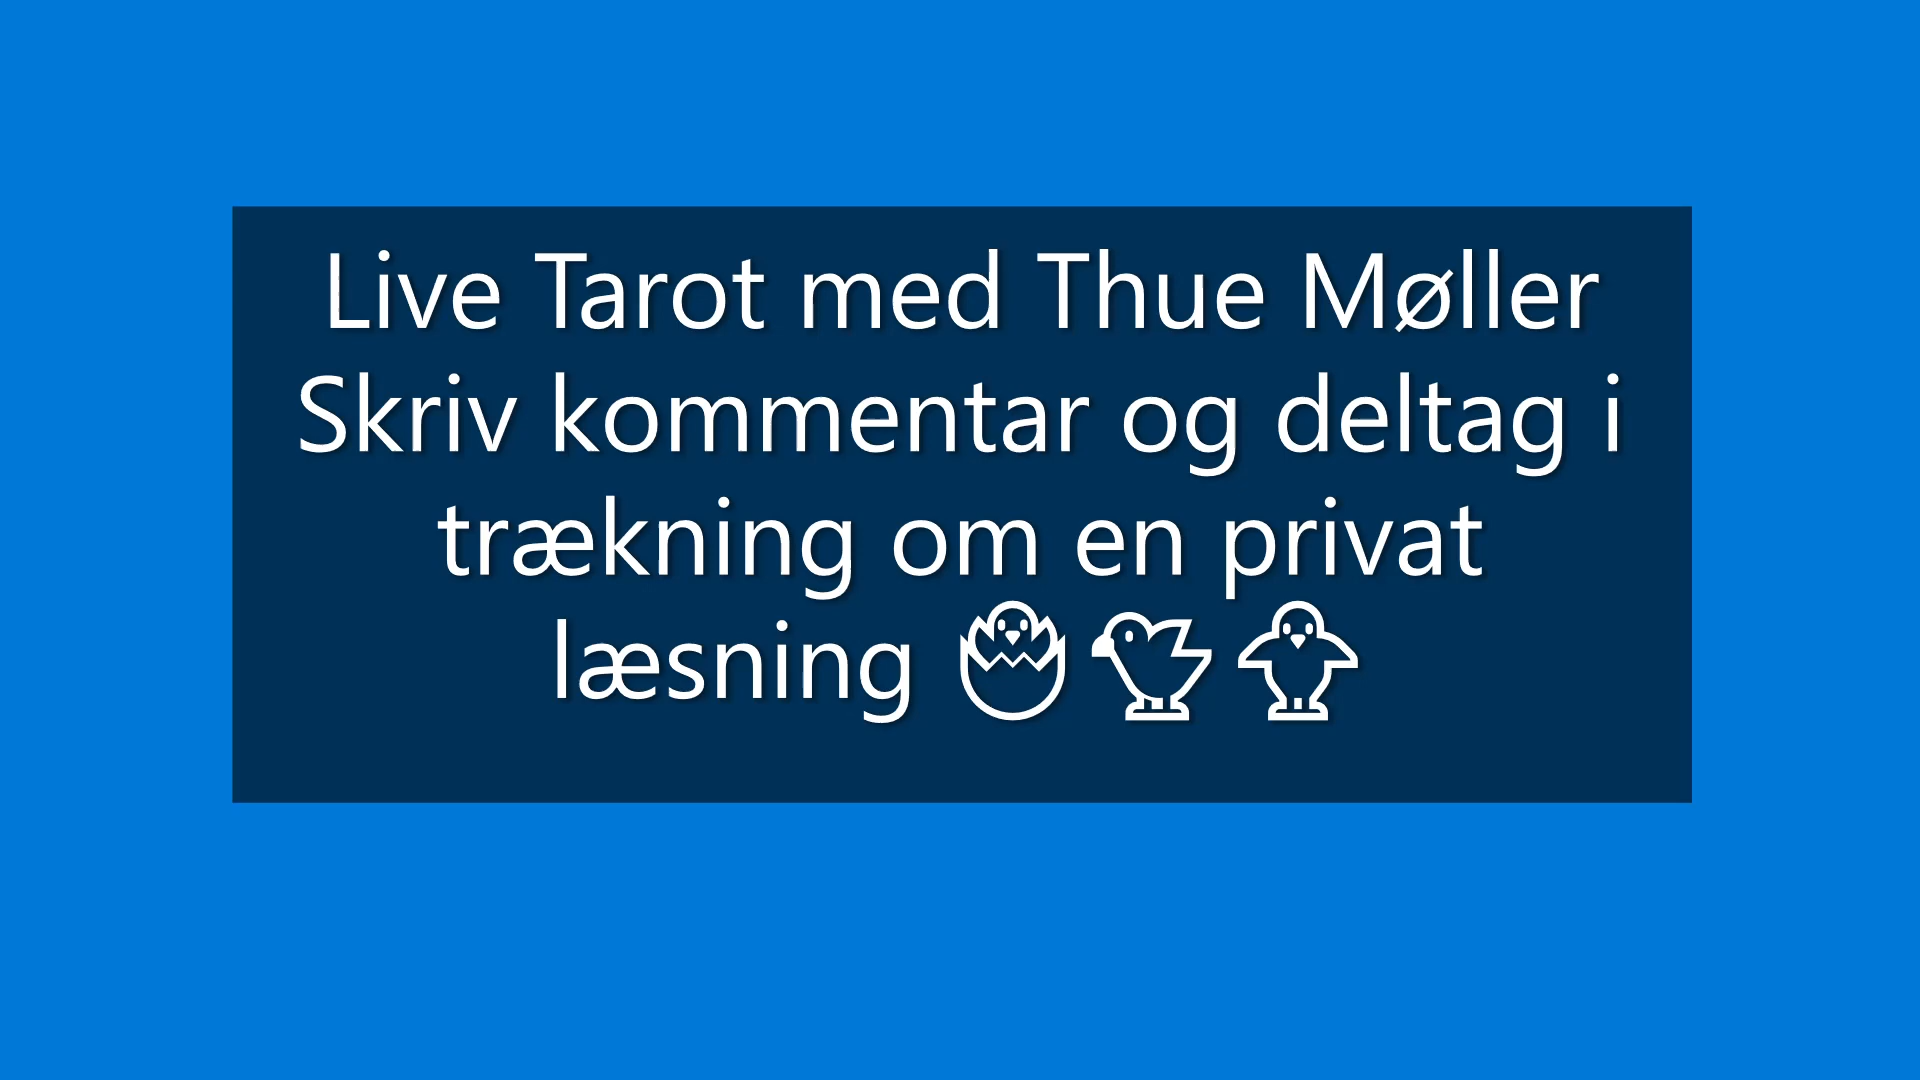 Live Tarot med Thue Møller
Skriv kommentar og deltag i
trækning om en privat
læsning 🐣🐤🐥